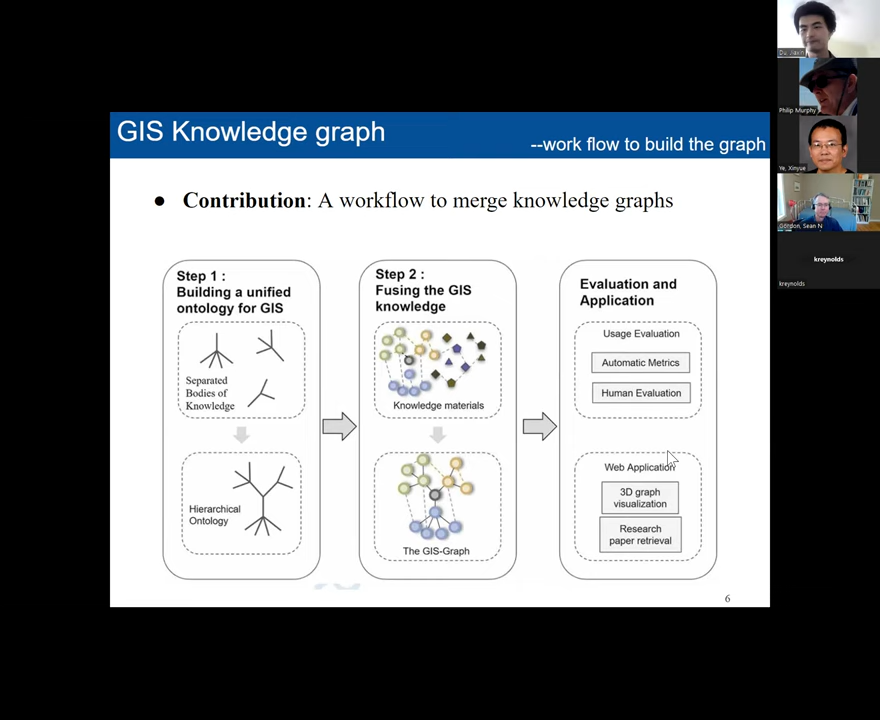 GIS Knowledge graph
--work flow to build the graph
● Contribution: A workflow to merge knowledge graphs
Step 1 :
Building a unified
ontology for GIS
Separated
Bodies of
Knowledge
Hierarchical
Ontology
Step 2 :
Fusing the GIS
knowledge
Knowledge materials
The GIS-Graph
Evaluation and
Application
Usage Evaluation
Automatic Metrics
Human Evaluation
Web Application
3D graph
visualization
Research
paper retrieval
6
Du, Jiaxin
Philip Murphy
Ye, Xinyue
Gordon, Sean N
kreynolds
kreynolds